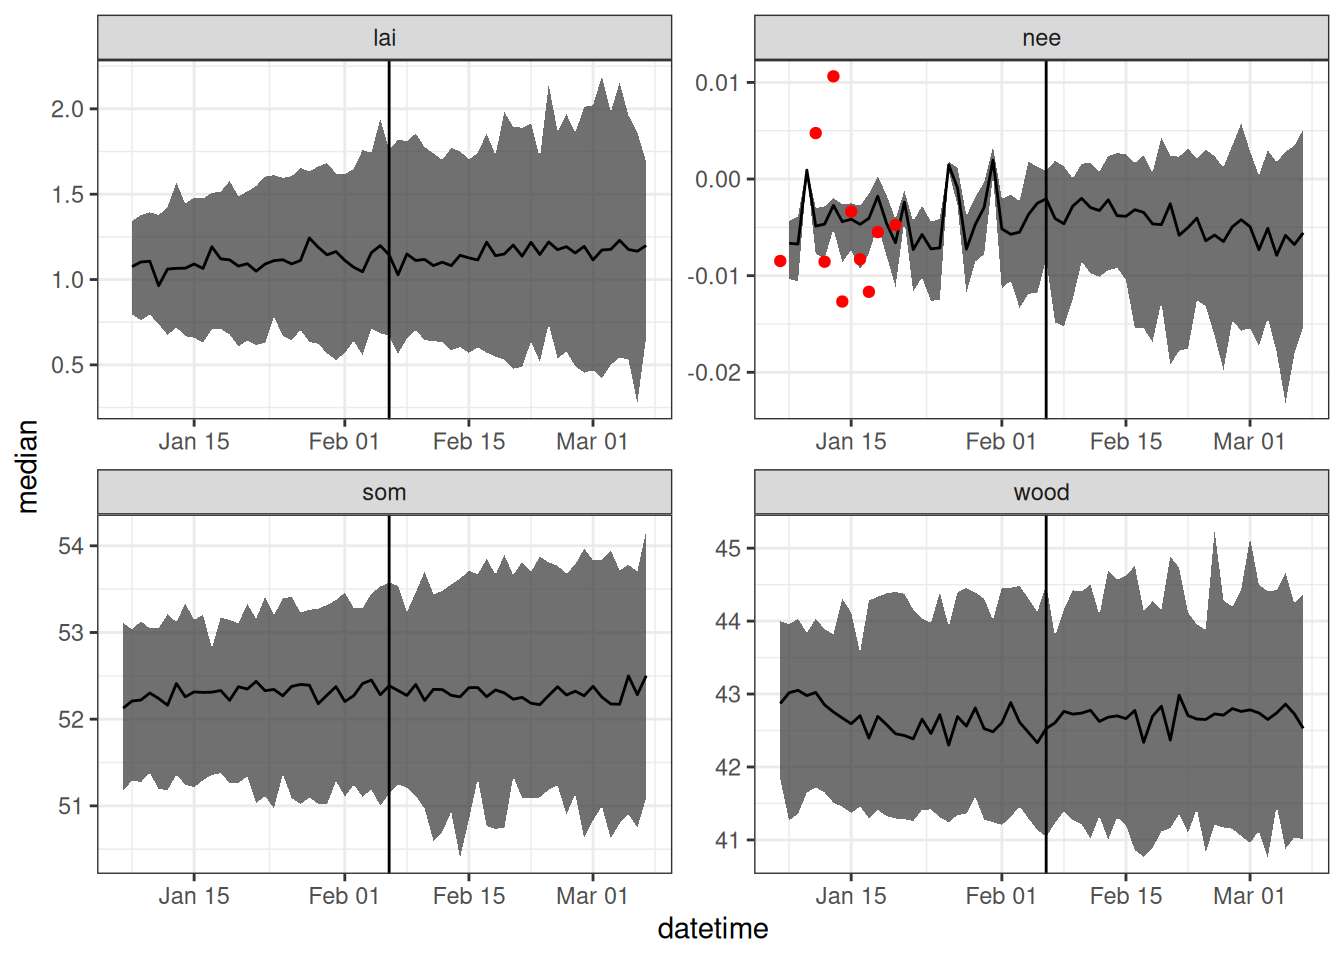 lai
nee
2.0
1.5
1.0
0.5
0.01
0.00
-0.01
-0.02
Jan 15 Feb 01 Feb 15 Mar 01
Jan 15 Feb 01 Feb 15 Mar 01
median
som
wood
54
53
52
51
45
44
43
42
41
Jan 15 Feb 01 Feb 15 Mar 01
Jan 15 Feb 01 Feb 15 Mar 01
datetime